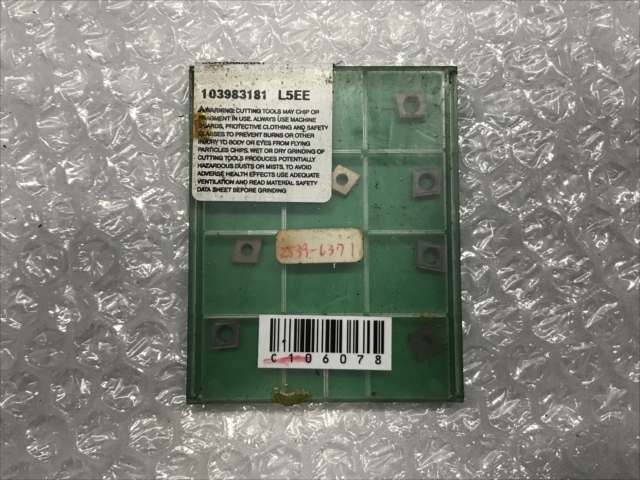 103983181 L5EE
⚠WARNING: CUTTING TOOLS MAY CHIP OR
FRAGMENT IN USE. ALWAYS USE MACHINE
GUARDS, PROTECTIVE CLOTHING AND SAFETY
GLASSES TO PREVENT BURNS OR OTHER
INJURY TO BODY OR EYES FROM FLYING
PARTICLES CHIPS. WET OR DRY GRINDING OF
CUTTING TOOLS PRODUCES POTENTIALLY
HAZARDOUS DUSTS OR MISTS, TO AVOID
ADVERSE HEALTH EFFECTS USE ADEQUATE
VENTILATION AND READ MATERIAL SAFETY
DATA SHEET BEFORE GRINDING
2539-6371
C106078